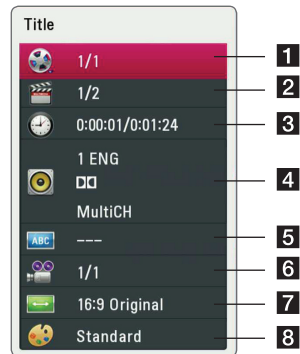 Title
1/1 1
1/2 2
0:00:01/0:01:24 3
1 ENG
DD 4
MultiCH
ABC --- 5
1/1 6
16:9 Original 7
Standard 8